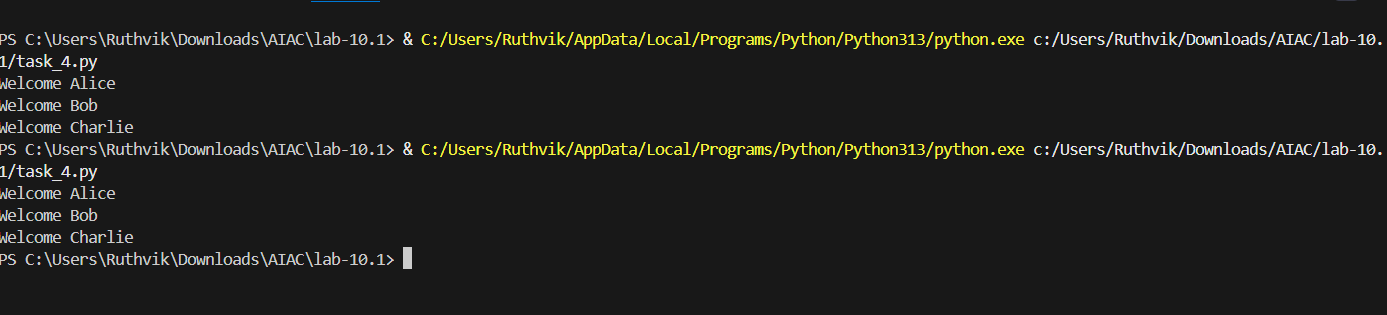 PS C:\Users\Ruthvik\Downloads\AIAC\lab-10.1> & C:/Users/Ruthvik/AppData/Local/Programs/Python/Python313/python.exe c:/Users/Ruthvik/Downloads/AIAC/lab-10.
1/task_4.py
Welcome Alice
Welcome Bob
Welcome Charlie
PS C:\Users\Ruthvik\Downloads\AIAC\lab-10.1> & C:/Users/Ruthvik/AppData/Local/Programs/Python/Python313/python.exe c:/Users/Ruthvik/Downloads/AIAC/lab-10.
1/task_4.py
Welcome Alice
Welcome Bob
Welcome Charlie
PS C:\Users\Ruthvik\Downloads\AIAC\lab-10.1>